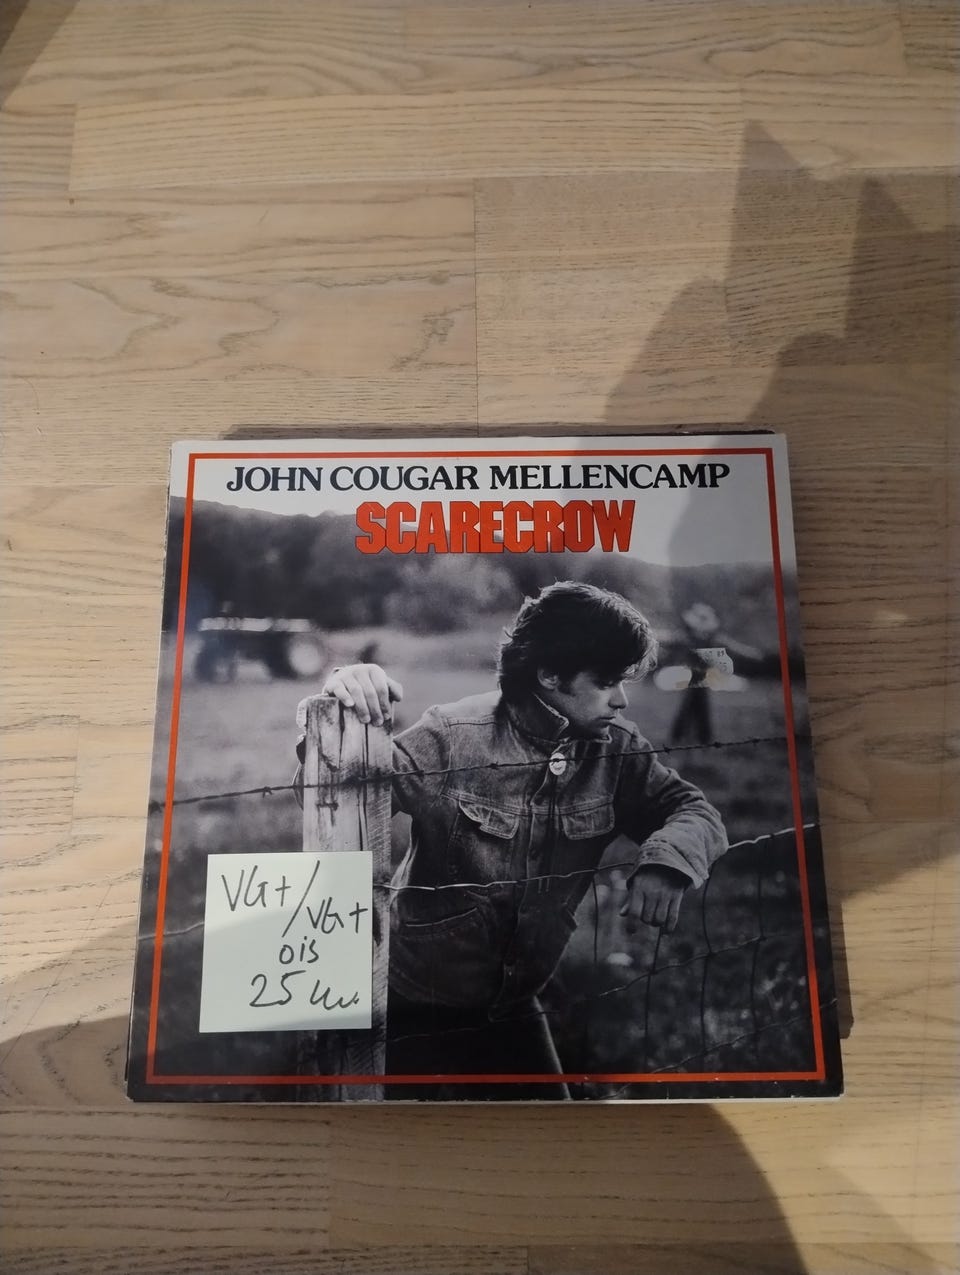 JOHN COUGAR MELLENCAMP
SCARECROW
VG+/VG+
ois
25 kr.